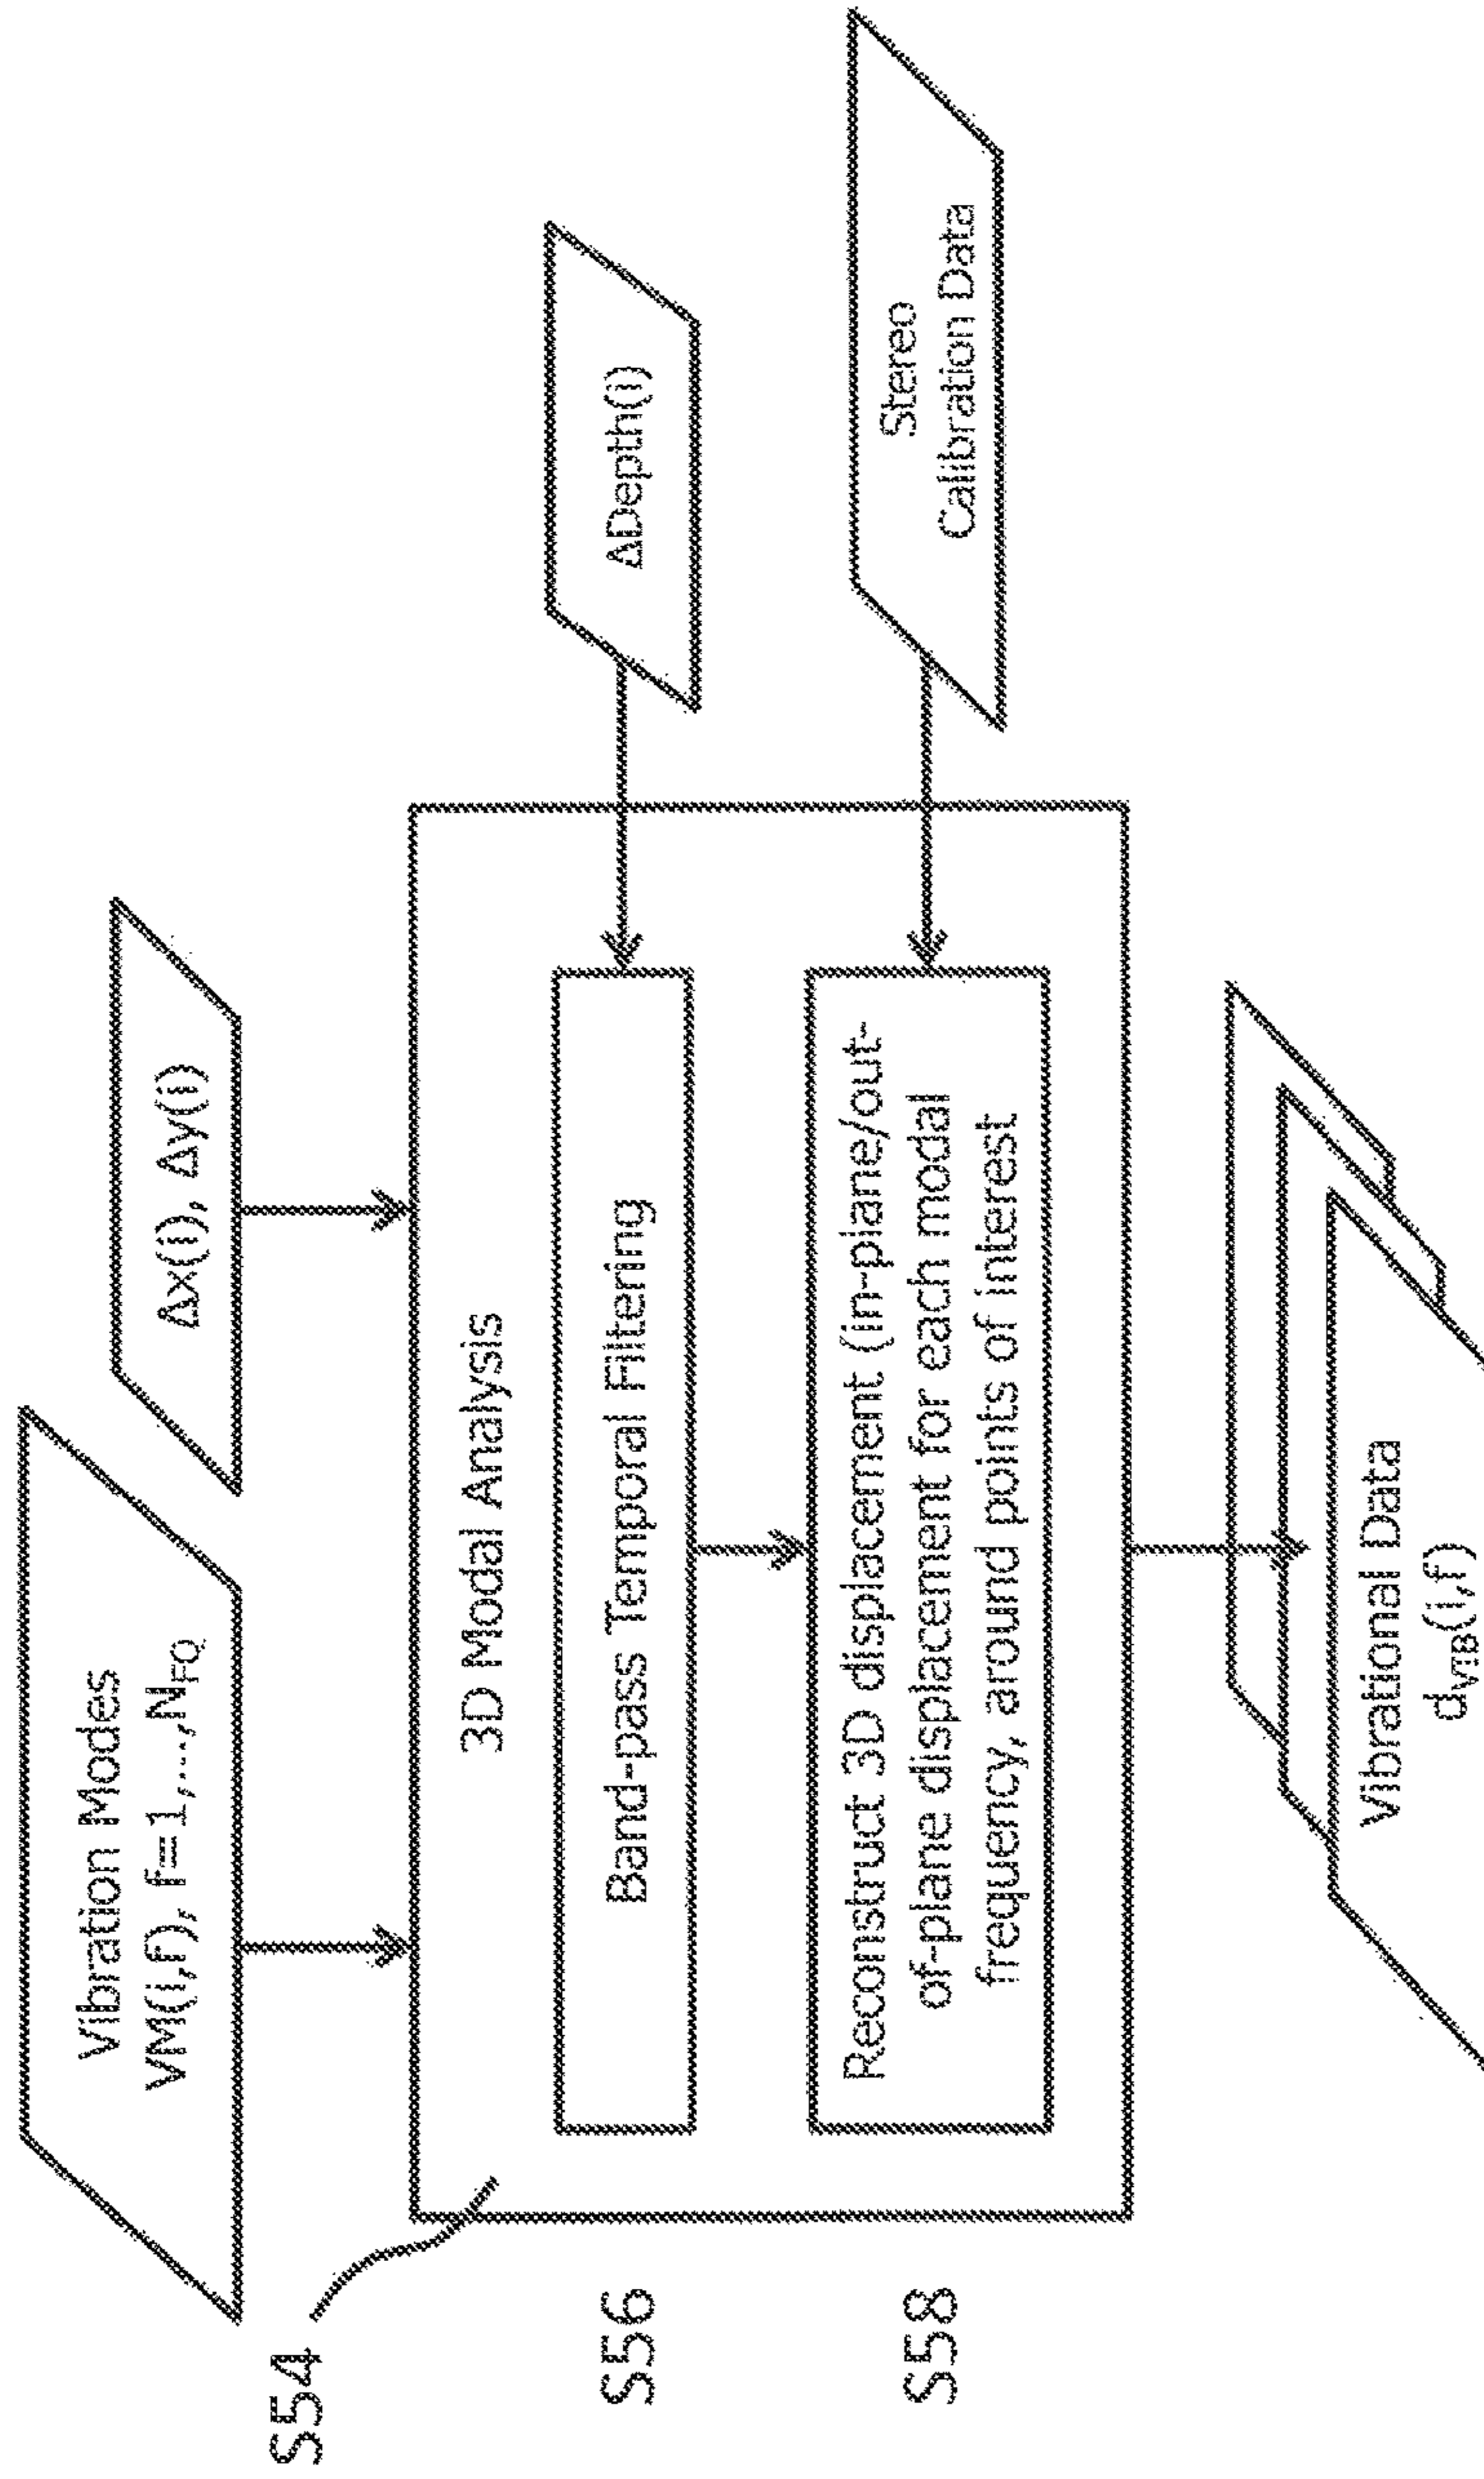 Vibration Modes
VM(i,f), f=1,...,N_FQ
Δx(i), Δy(i)
S54
3D Modal Analysis
S56
Band-pass Temporal Filtering
ΔDepth(i)
S58
Reconstruct 3D displacement (in-plane/out-
of-plane displacement for each modal
frequency, around points of interest
Stereo
Calibration Data
Vibrational Data
d_VIB(i,f)